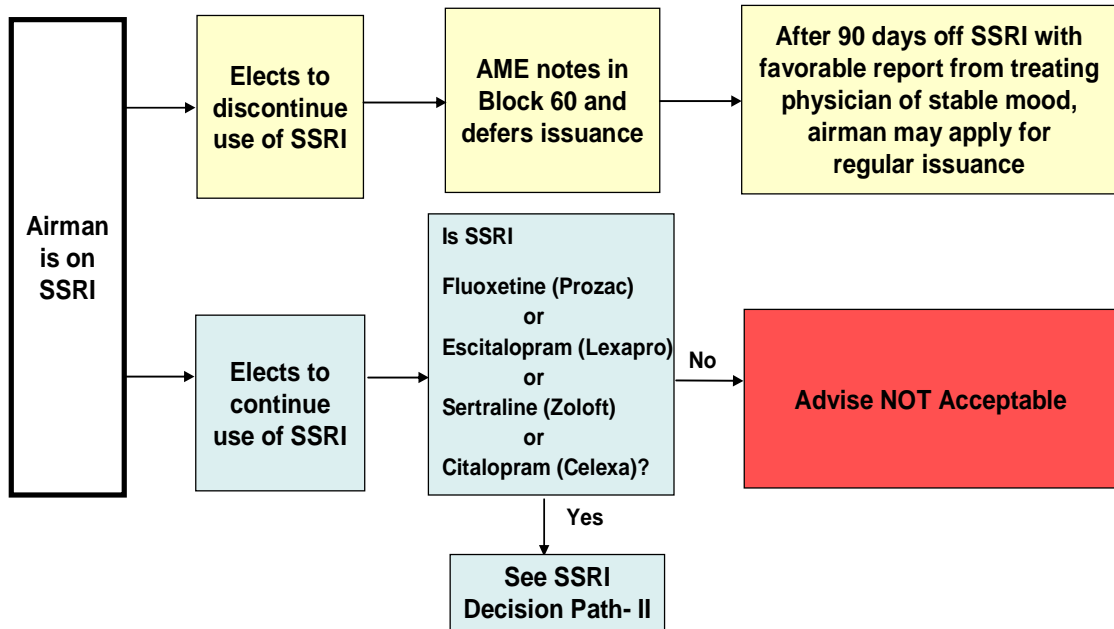 Airman
is on
SSRI
Elects to
discontinue
use of SSRI
AME notes in
Block 60 and
defers issuance
After 90 days off SSRI with
favorable report from treating
physician of stable mood,
airman may apply for
regular issuance
Elects to
continue
use of SSRI
Is SSRI
Fluoxetine (Prozac)
or
Escitalopram (Lexapro)
or
Sertraline (Zoloft)
or
Citalopram (Celexa)?
No
Advise NOT Acceptable
Yes
See SSRI
Decision Path- II